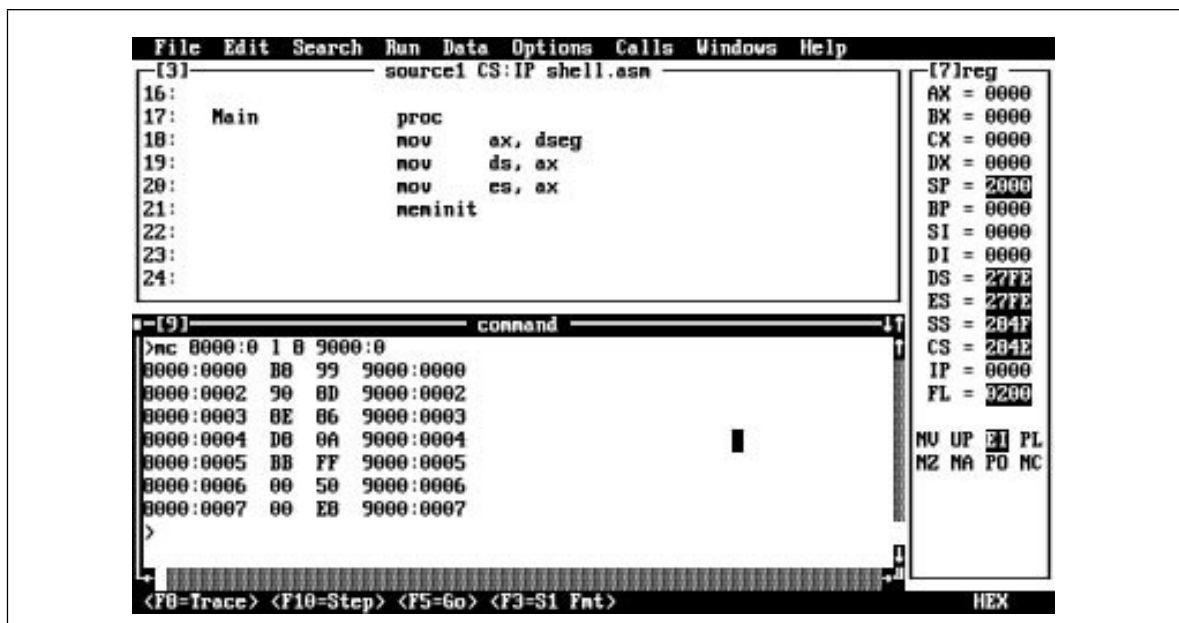 File Edit Search Run Data Options Calls Windows Help
[3] source1 CS:IP shell.asm
16:
17: Main proc
18: mov ax, dseg
19: mov ds, ax
20: mov es, ax
21: meminit
22:
23:
24:
[9] command
>mc 8000:0 l 8 9000:0
8000:0000 B8 99 9000:0000
8000:0002 90 8D 9000:0002
8000:0003 8E 86 9000:0003
8000:0004 D8 0A 9000:0004
8000:0005 BB FF 9000:0005
8000:0006 00 50 9000:0006
8000:0007 00 E8 9000:0007
>
[7]reg
AX = 0000
BX = 0000
CX = 0000
DX = 0000
SP = 2000
BP = 0000
SI = 0000
DI = 0000
DS = 27FE
ES = 27FE
SS = 284F
CS = 284E
IP = 0000
FL = 0200
NV UP EI PL
NZ NA PO NC
<F8=Trace> <F10=Step> <F5=Go> <F3=S1 Fmt> HEX